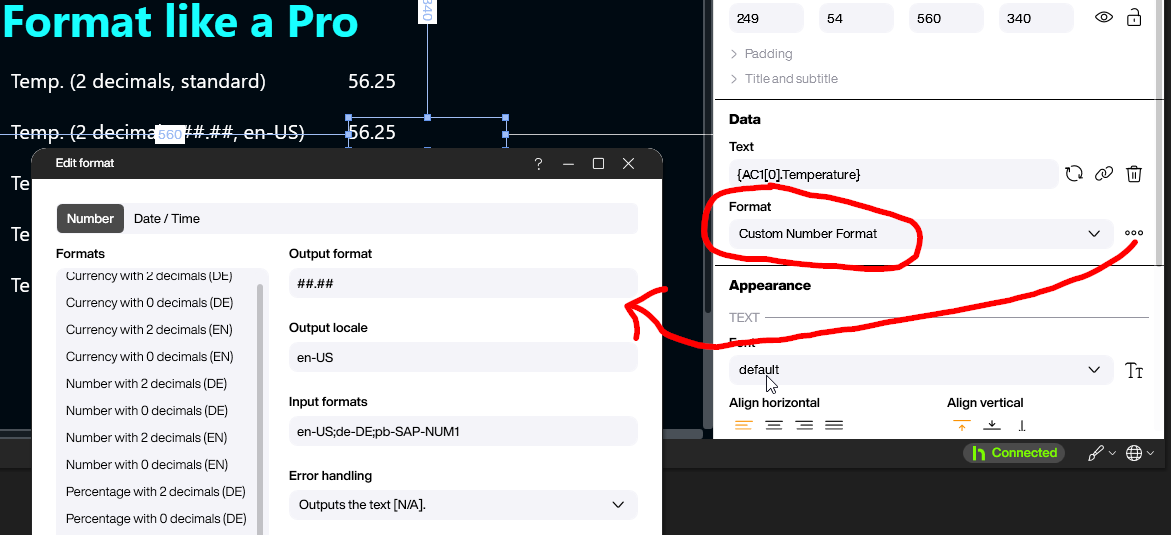 Format like a Pro
340
Temp. (2 decimals, standard) 56.25
560
Temp. (2 decimal ##.##, en-US) 56.25
Te
Te
Te
Edit format
?
Number Date / Time
Formats
Currency with 2 decimals (DE)
Currency with 0 decimals (DE)
Currency with 2 decimals (EN)
Currency with 0 decimals (EN)
Number with 2 decimals (DE)
Number with 0 decimals (DE)
Number with 2 decimals (EN)
Number with 0 decimals (EN)
Percentage with 2 decimals (DE)
Percentage with 0 decimals (DE)
Output format
##.##
Output locale
en-US
Input formats
en-US;de-DE;pb-SAP-NUM1
Error handling
Outputs the text [N/A].
249 54 560 340
Padding
Title and subtitle
Data
Text
{AC1[0].Temperature}
Format
Custom Number Format
Appearance
TEXT
Font
default
Align horizontal Align vertical
Connected